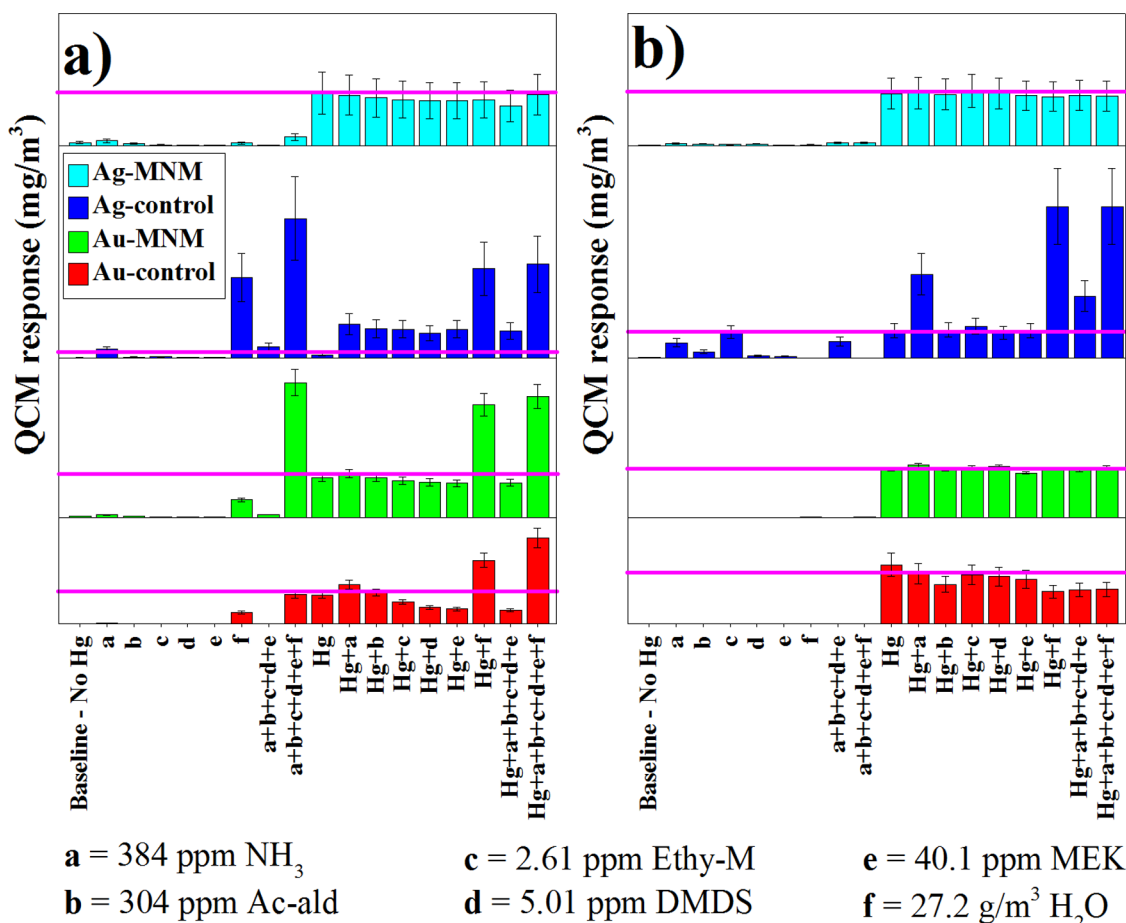 a)
b)
QCM response (mg/m³)
QCM response (mg/m³)
Ag-MNM
Ag-control
Au-MNM
Au-control
Baseline - No Hg
a
b
c
d
e
f
a+b+c+d+e
a+b+c+d+e+f
Hg
Hg+a
Hg+b
Hg+c
Hg+d
Hg+e
Hg+f
Hg+a+b+c+d+e
Hg+a+b+c+d+e+f
Baseline - No Hg
a
b
c
d
e
f
a+b+c+d+e
a+b+c+d+e+f
Hg
Hg+a
Hg+b
Hg+c
Hg+d
Hg+e
Hg+f
Hg+a+b+c+d+e
Hg+a+b+c+d+e+f
a = 384 ppm NH₃
c = 2.61 ppm Ethy-M
e = 40.1 ppm MEK
b = 304 ppm Ac-ald
d = 5.01 ppm DMDS
f = 27.2 g/m³ H₂O